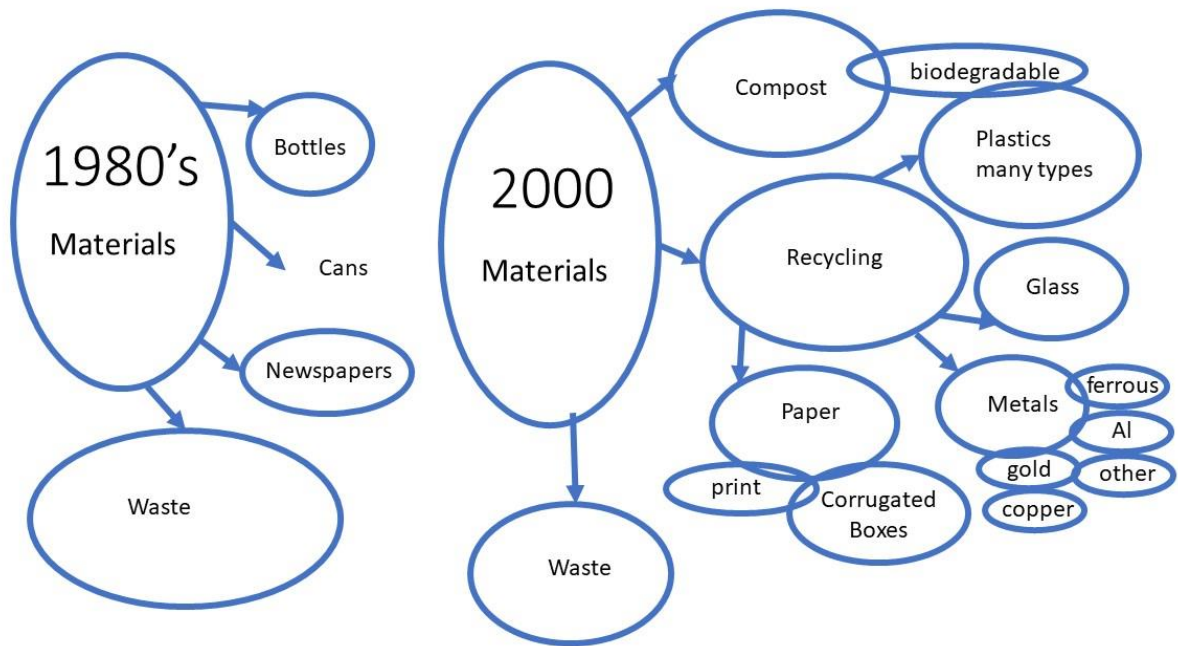 1980's
Materials
Bottles
Cans
Newspapers
Waste
2000
Materials
Compost
biodegradable
Plastics
many types
Recycling
Glass
Metals
ferrous
Al
gold
other
copper
Paper
print
Corrugated
Boxes
Waste